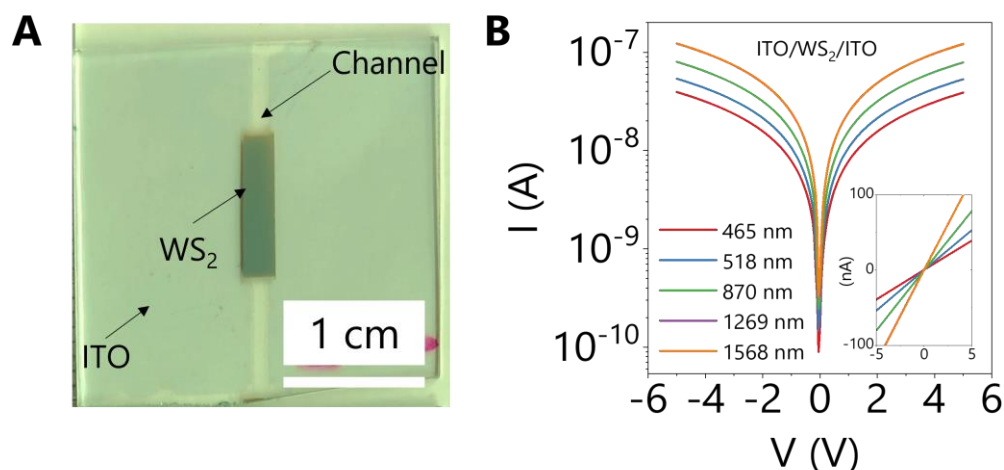 A
Channel
WS₂
ITO
1 cm
B
ITO/WS₂/ITO
I (A)
10⁻⁷
10⁻⁸
10⁻⁹
10⁻¹⁰
465 nm
518 nm
870 nm
1269 nm
1568 nm
(nA)
100
0
-100
-5 0 5
-6 -4 -2 0 2 4 6
V (V)